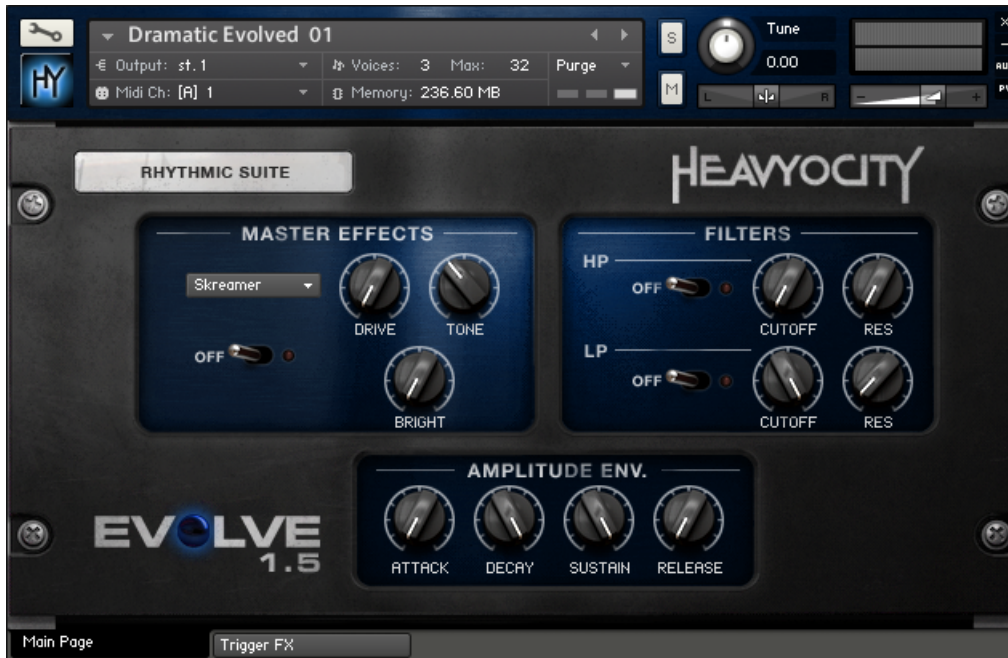 Dramatic Evolved 01
S
Tune
0.00
Output: st.1
Voices: 3 Max: 32
Purge
HY
Midi Ch: [A] 1
Memory: 236.60 MB
M
L
R
−
+
RHYTHMIC SUITE
HEAVYOCITY
MASTER EFFECTS
Skreamer
DRIVE
TONE
OFF
BRIGHT
FILTERS
HP
OFF
CUTOFF
RES
LP
OFF
CUTOFF
RES
AMPLITUDE ENV.
ATTACK
DECAY
SUSTAIN
RELEASE
EVOLVE
1.5
Main Page
Trigger FX